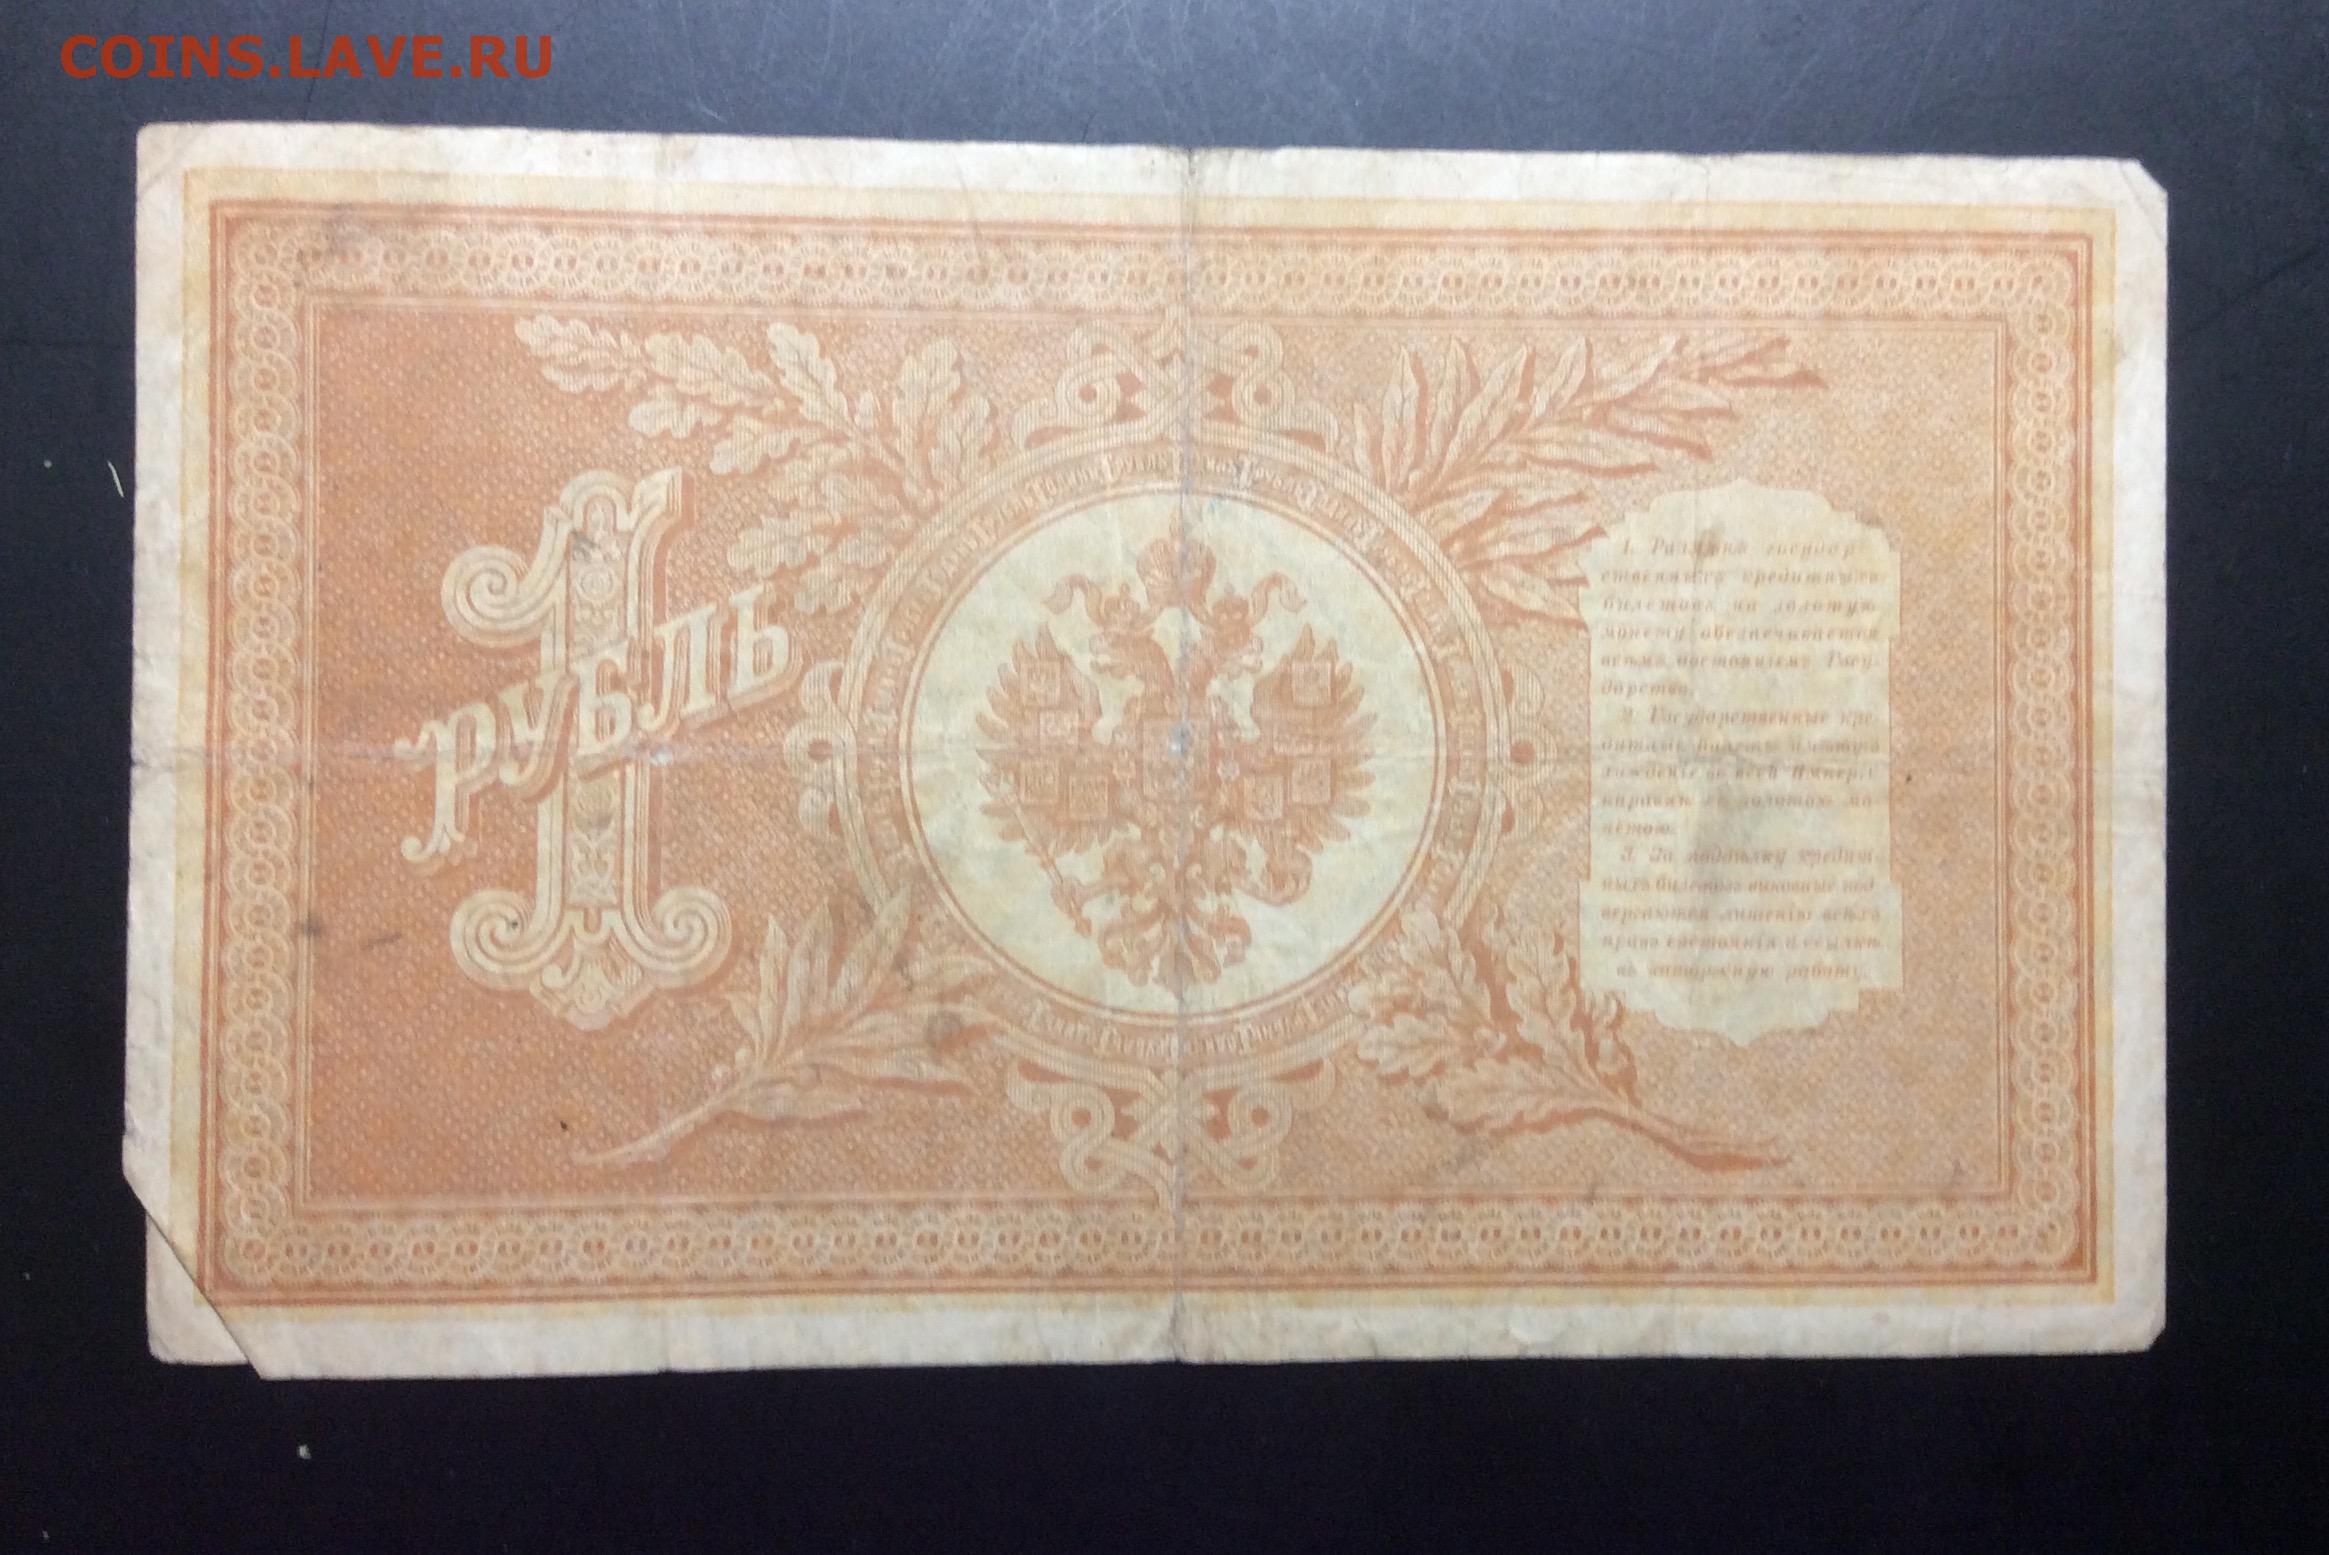 COINS.LAVE.RU
1
РУБЛЬ
1. Размѣнъ государ-
ственныхъ кредитныхъ
билетовъ на золотую
монету обезпечивается
всѣмъ достояніемъ Госу-
дарства.
2. Государственные кре-
дитные билеты имѣютъ
хожденіе во всей Импер.
наравнѣ съ золотою мо-
нетою.
3. За поддѣлку кредит-
ныхъ билетовъ виновные под-
вергаются лишенію всѣхъ
правъ состоянія и ссылкѣ
въ каторжную работу.